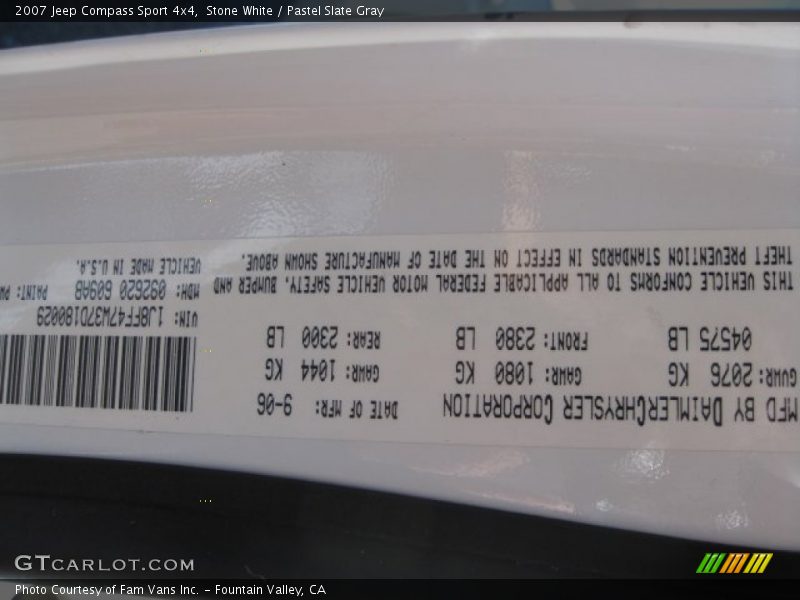 2007 Jeep Compass Sport 4x4, Stone White / Pastel Slate Gray
MFD BY DAIMLERCHRYSLER CORPORATION DATE OF MFR: 9-06
GVWR: 2076 KG GAWR: 1080 KG GAWR: 1044 KG
04575 LB FRONT: 2380 LB REAR: 2300 LB
THIS VEHICLE CONFORMS TO ALL APPLICABLE FEDERAL MOTOR VEHICLE SAFETY, BUMPER AND
THEFT PREVENTION STANDARDS IN EFFECT ON THE DATE OF MANUFACTURE SHOWN ABOVE.
VIN: 1J8FF47W37D180029
MDH: 092620 6094B PAINT: PW
VEHICLE MADE IN U.S.A.
GTCARLOT.COM
Photo Courtesy of Fam Vans Inc. - Fountain Valley, CA